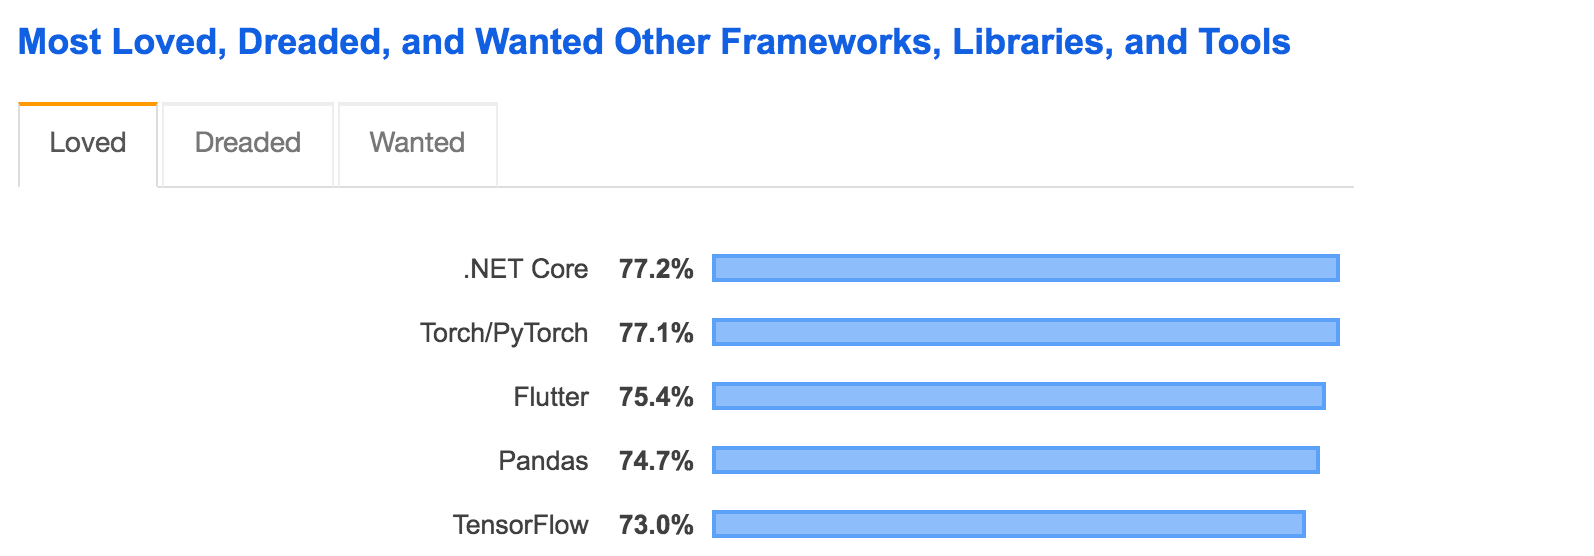 Most Loved, Dreaded, and Wanted Other Frameworks, Libraries, and Tools
Loved Dreaded Wanted
.NET Core 77.2%
Torch/PyTorch 77.1%
Flutter 75.4%
Pandas 74.7%
TensorFlow 73.0%